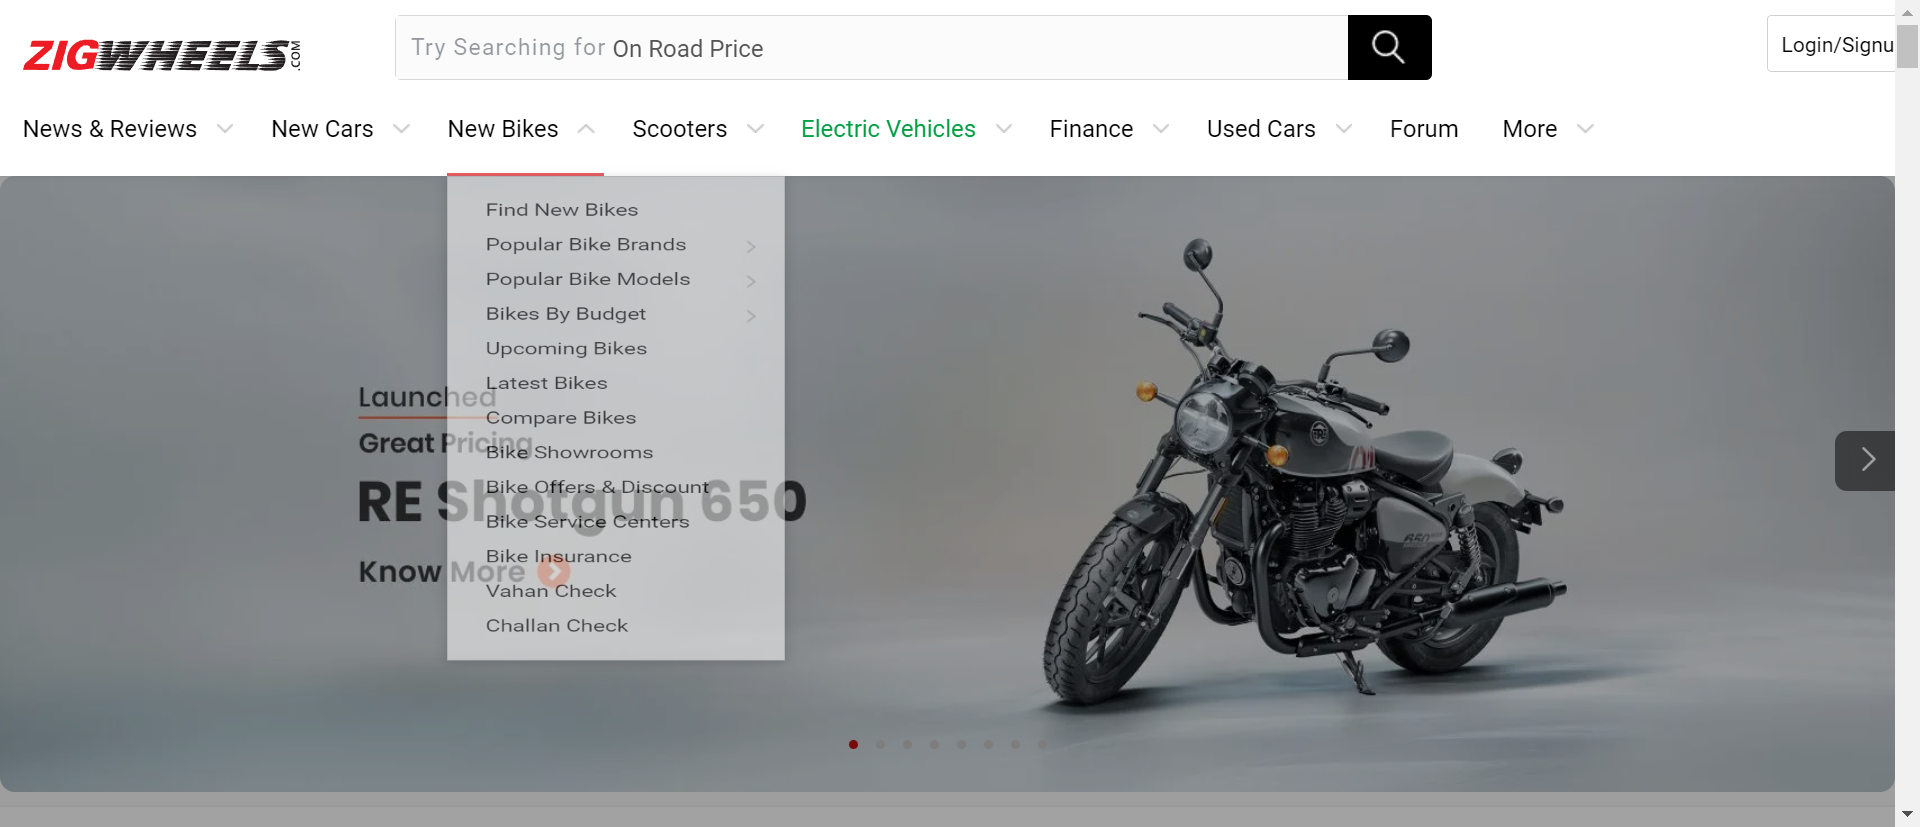 ZIGWHEELS.COM
Try Searching for On Road Price
Login/Signu
News & Reviews
New Cars
New Bikes
Scooters
Electric Vehicles
Finance
Used Cars
Forum
More
Find New Bikes
Popular Bike Brands
Popular Bike Models
Bikes By Budget
Upcoming Bikes
Latest Bikes
Compare Bikes
Bike Showrooms
Bike Offers & Discount
Bike Service Centers
Bike Insurance
Vahan Check
Challan Check
Launched
Great Pricing
RE Shotgun 650
Know More
650